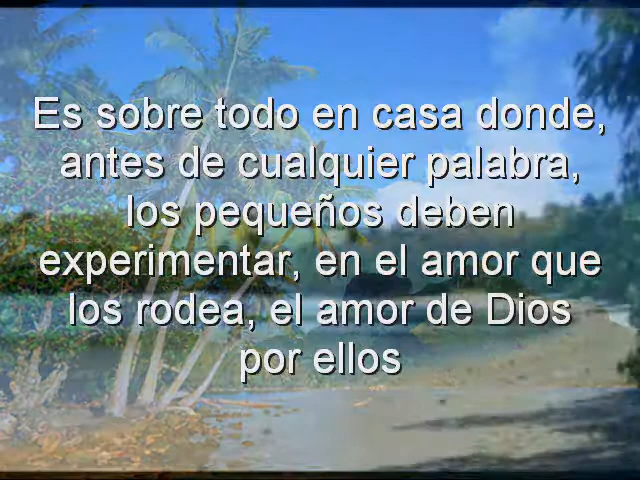 Es sobre todo en casa donde,
antes de cualquier palabra,
los pequeños deben
experimentar, en el amor que
los rodea, el amor de Dios
por ellos